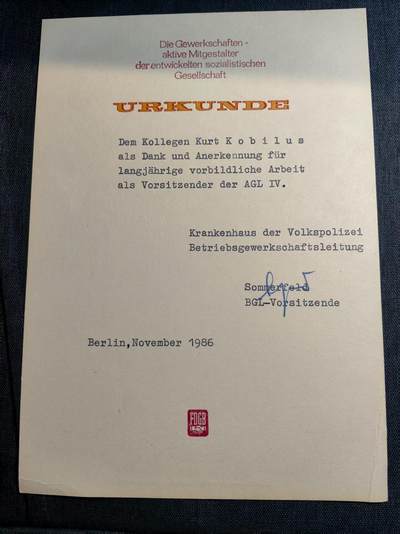 Die Gewerkschaften -
aktive Mitgestalter
der entwickelten sozialistischen
Gesellschaft
URKUNDE
Dem Kollegen Kurt K o b i l u s
als Dank und Anerkennung für
langjährige vorbildliche Arbeit
als Vorsitzender der AGL IV.
Krankenhaus der Volkspolizei
Betriebsgewerkschaftsleitung
Sommerfeld
BGL-Vorsitzende
Berlin,November 1986
FDGB